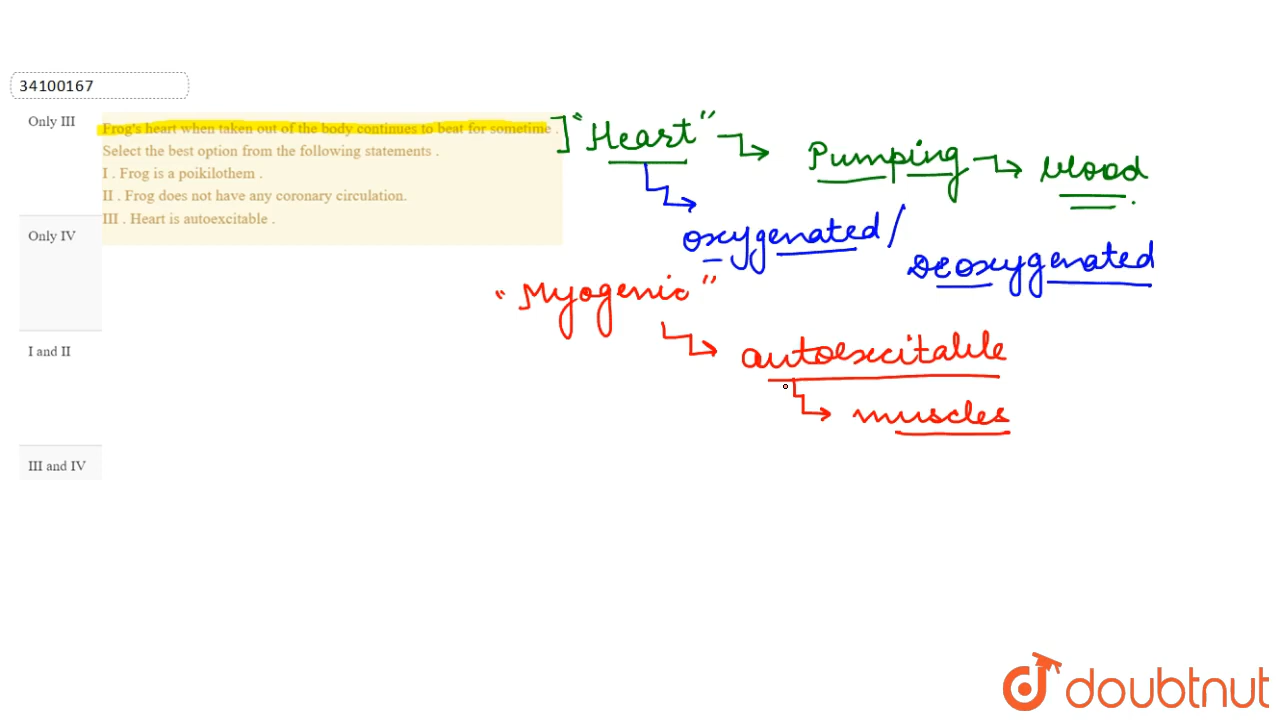 34100167
Only III
Frog's heart when taken out of the body continues to beat for sometime .
Select the best option from the following statements .
I . Frog is a poikilothem .
II . Frog does not have any coronary circulation.
III . Heart is autoexcitable .
Only IV
I and II
III and IV
] "Heart"
Pumping
blood
oxygenated /
Deoxygenated
"Myogenic"
autoexcitable
muscles
doubtnut